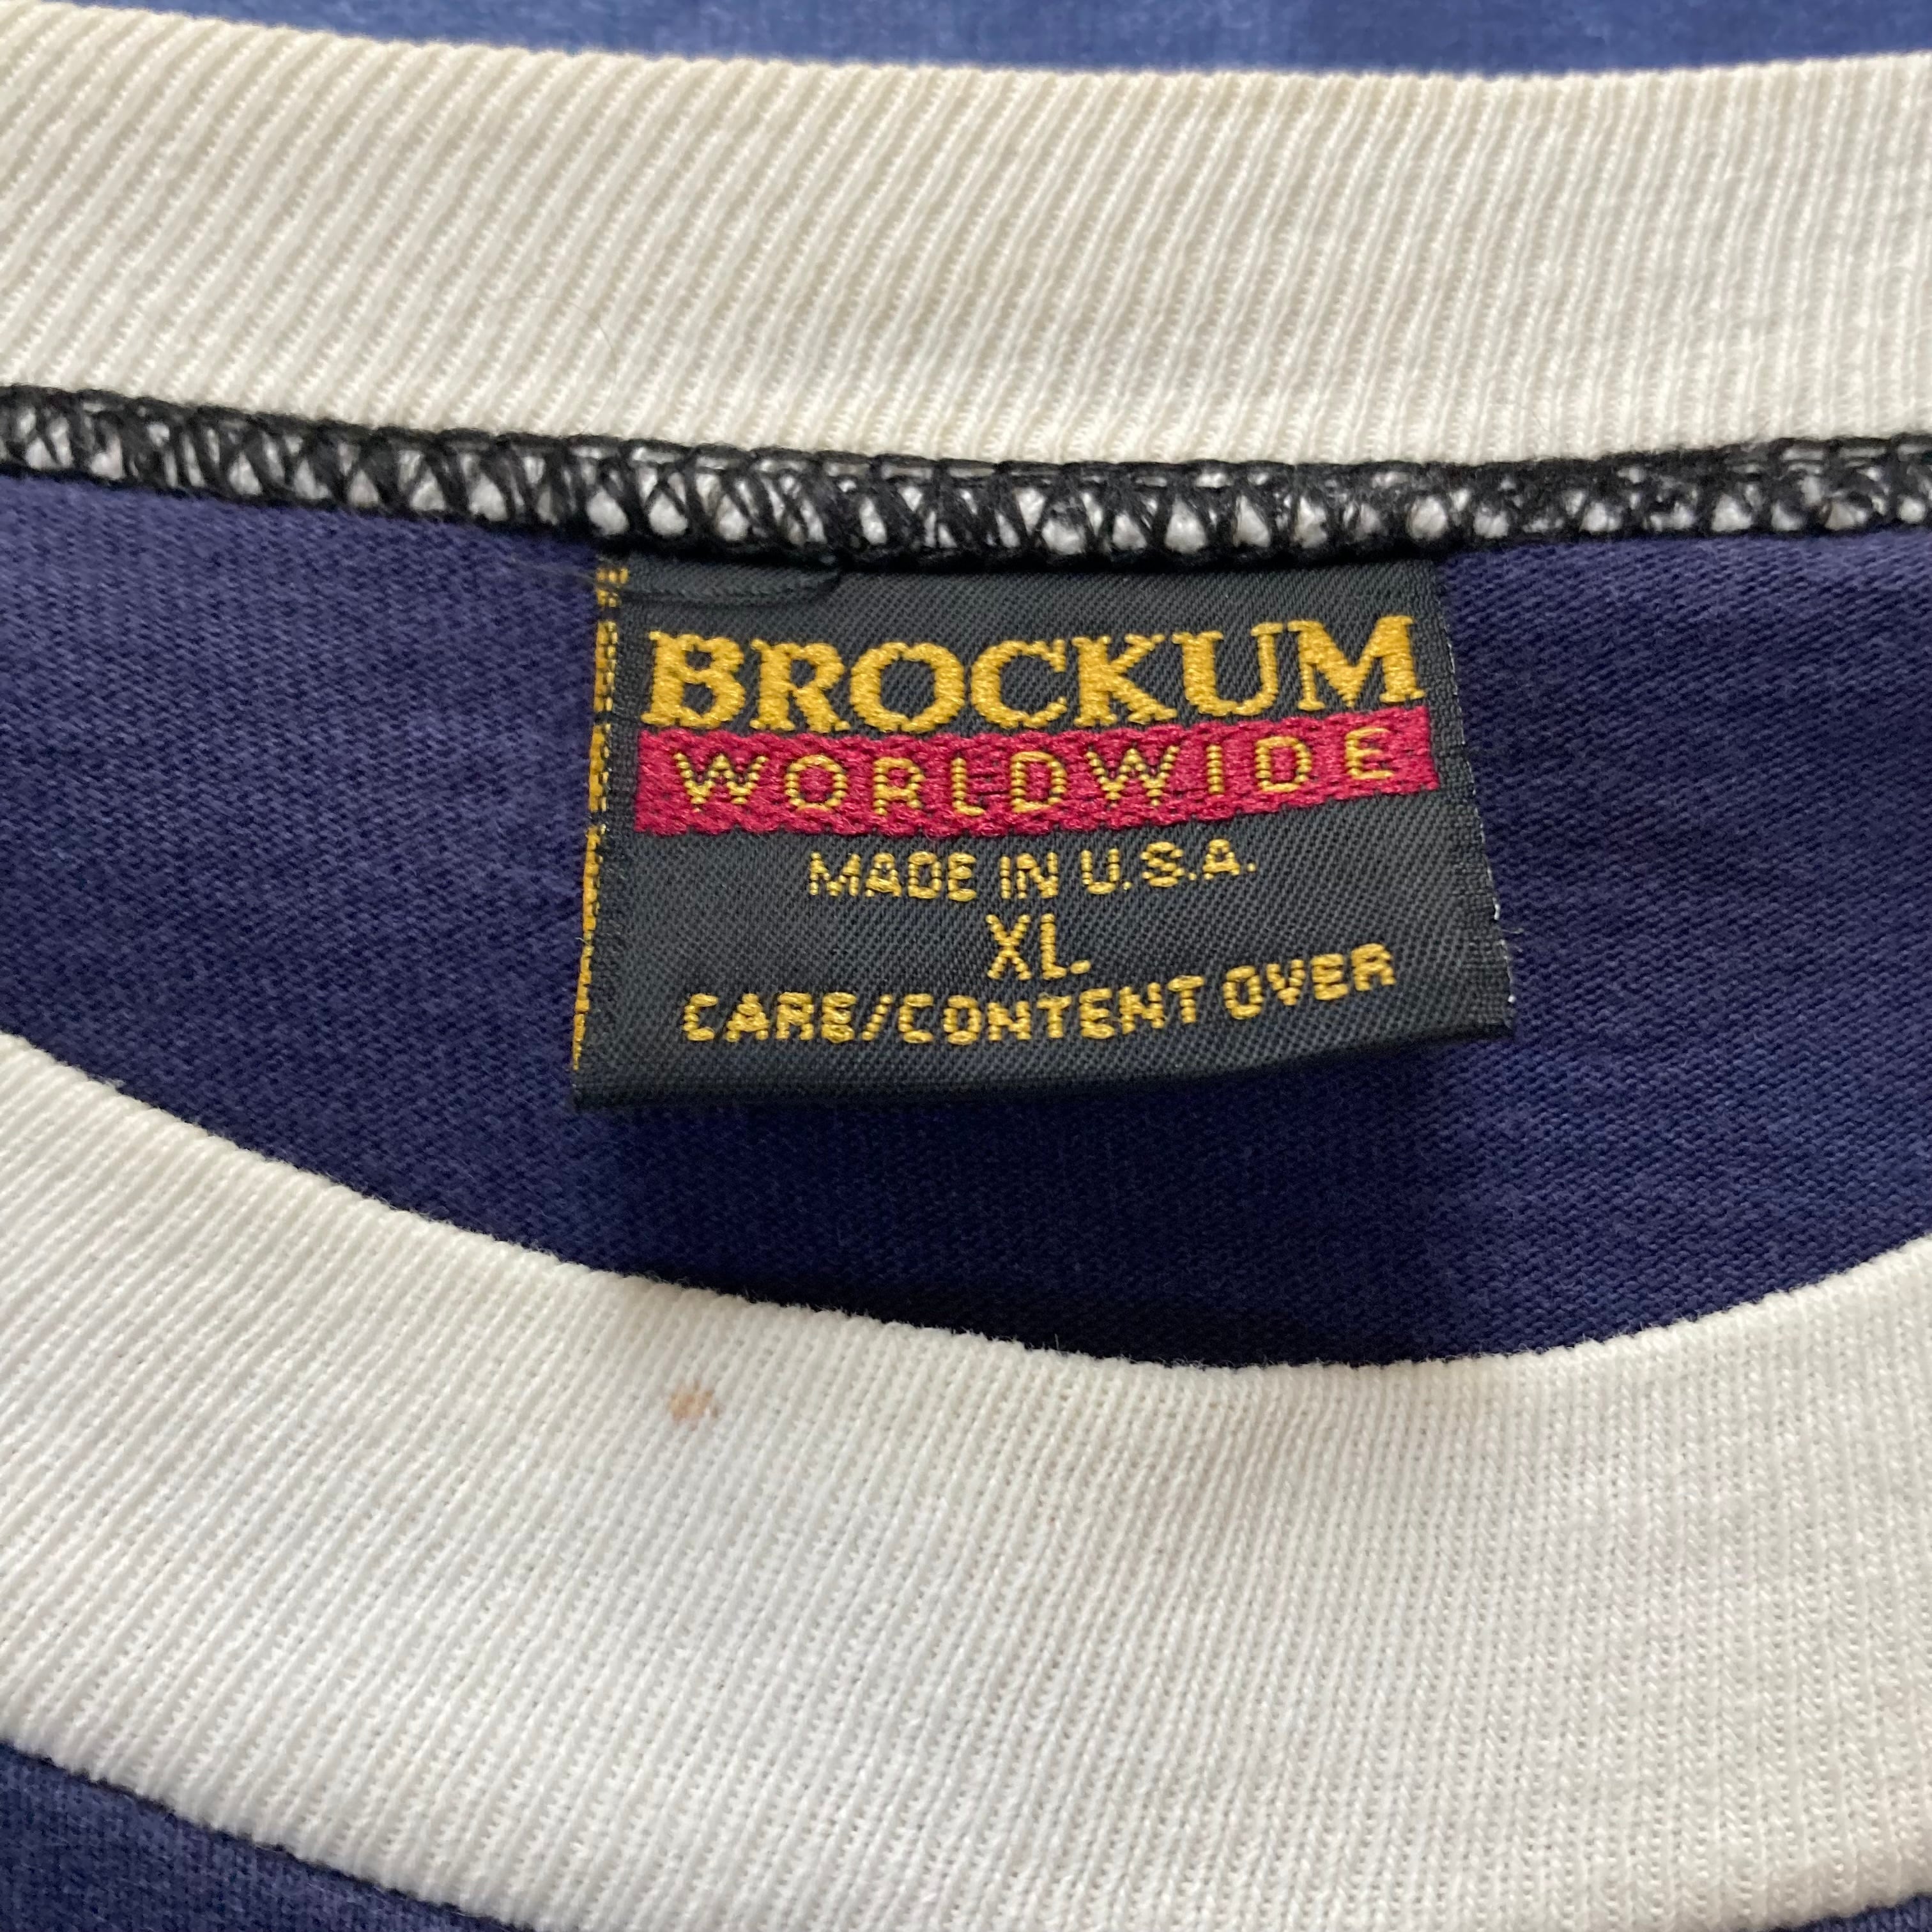 BROCKUM
WORLDWIDE
MADE IN U.S.A.
XL
CARE/CONTENT OVER